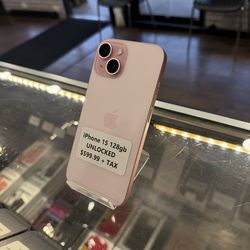 iPhone 15 128gb
UNLOCKED
$599.99 + TAX